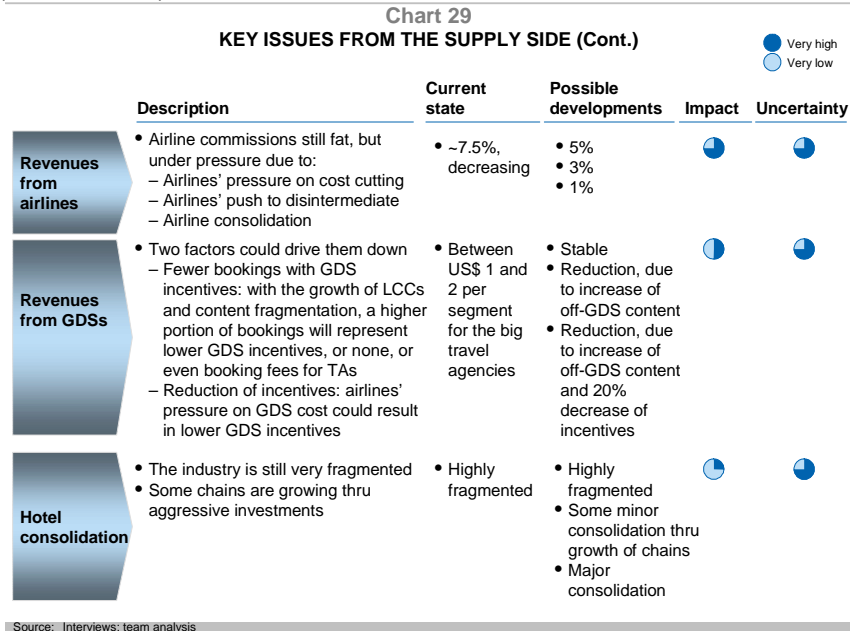 Chart 29
KEY ISSUES FROM THE SUPPLY SIDE (Cont.)
Very high
Very low
Description
Current
state
Possible
developments
Impact
Uncertainty
Revenues
from
airlines
• Airline commissions still fat, but
under pressure due to:
– Airlines' pressure on cost cutting
– Airlines' push to disintermediate
– Airline consolidation
• ~7.5%,
decreasing
• 5%
• 3%
• 1%
Revenues
from GDSs
• Two factors could drive them down
– Fewer bookings with GDS
incentives: with the growth of LCCs
and content fragmentation, a higher
portion of bookings will represent
lower GDS incentives, or none, or
even booking fees for TAs
– Reduction of incentives: airlines'
pressure on GDS cost could result
in lower GDS incentives
• Between
US$ 1 and
2 per
segment
for the big
travel
agencies
• Stable
• Reduction, due
to increase of
off-GDS content
• Reduction, due
to increase of
off-GDS content
and 20%
decrease of
incentives
Hotel
consolidation
• The industry is still very fragmented
• Some chains are growing thru
aggressive investments
• Highly
fragmented
• Highly
fragmented
• Some minor
consolidation thru
growth of chains
• Major
consolidation
Source: Interviews; team analysis